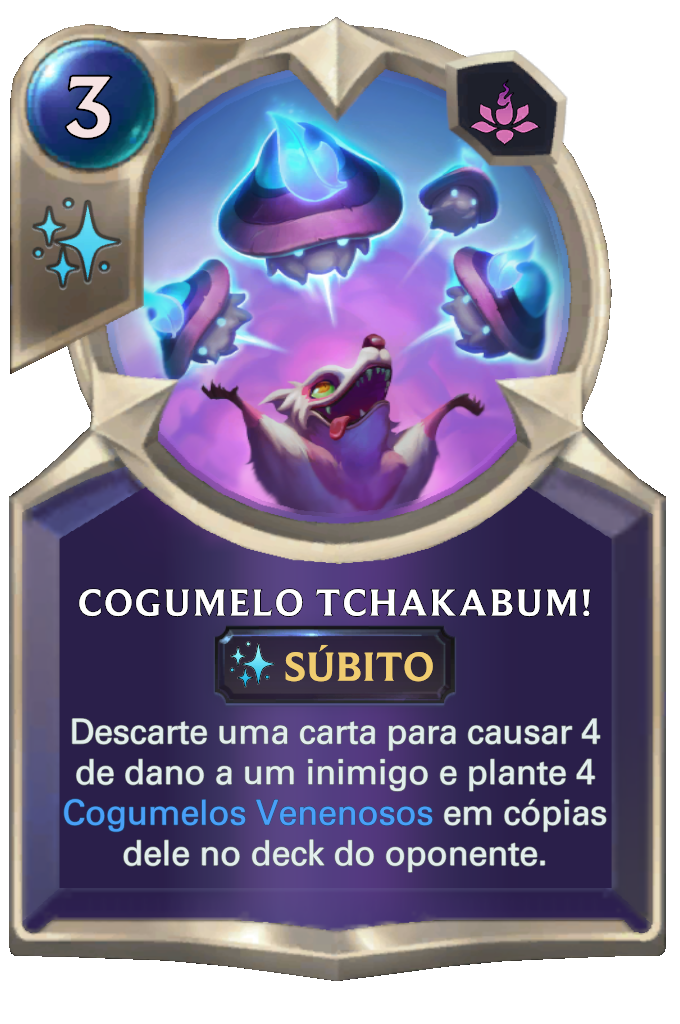 3
COGUMELO TCHAKABUM!
SÚBITO
Descarte uma carta para causar 4
de dano a um inimigo e plante 4
Cogumelos Venenosos em cópias
dele no deck do oponente.